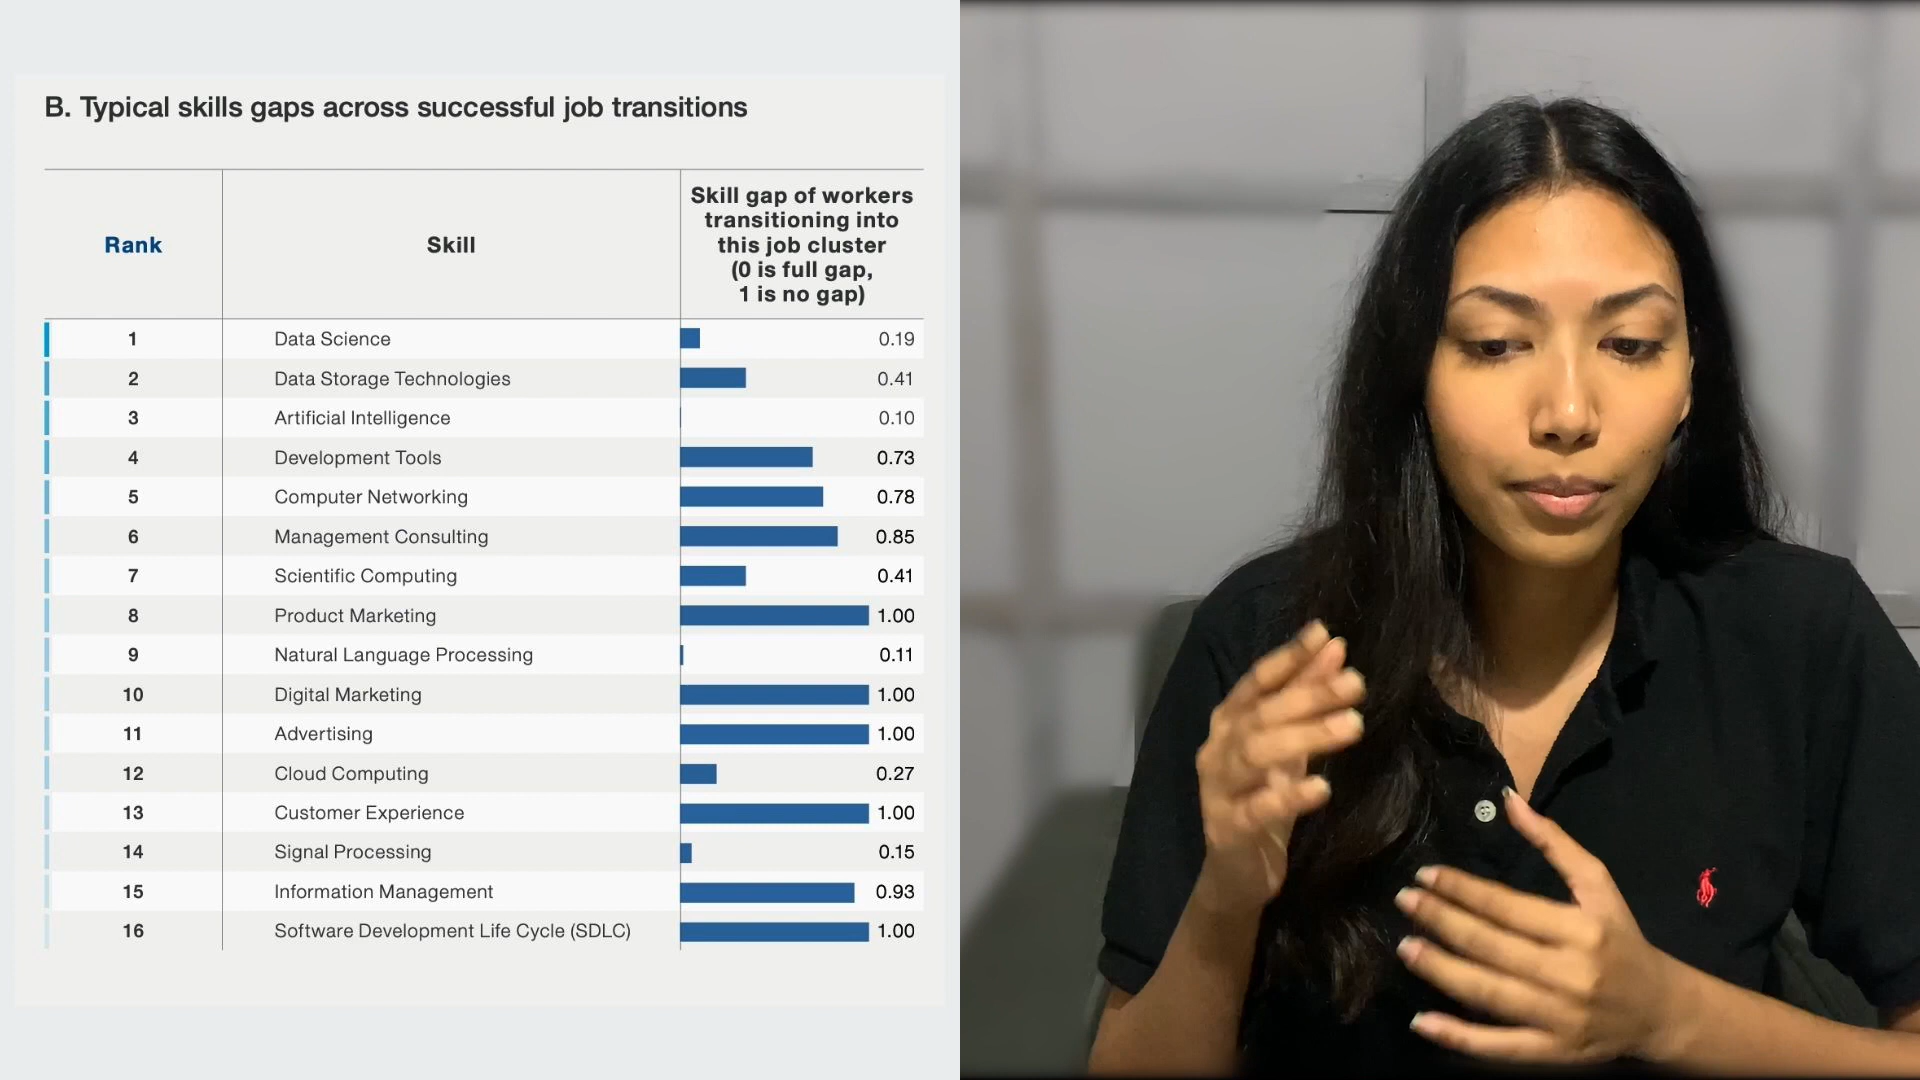 B. Typical skills gaps across successful job transitions
Rank
Skill
Skill gap of workers
transitioning into
this job cluster
(0 is full gap,
1 is no gap)
1 Data Science 0.19
2 Data Storage Technologies 0.41
3 Artificial Intelligence 0.10
4 Development Tools 0.73
5 Computer Networking 0.78
6 Management Consulting 0.85
7 Scientific Computing 0.41
8 Product Marketing 1.00
9 Natural Language Processing 0.11
10 Digital Marketing 1.00
11 Advertising 1.00
12 Cloud Computing 0.27
13 Customer Experience 1.00
14 Signal Processing 0.15
15 Information Management 0.93
16 Software Development Life Cycle (SDLC) 1.00